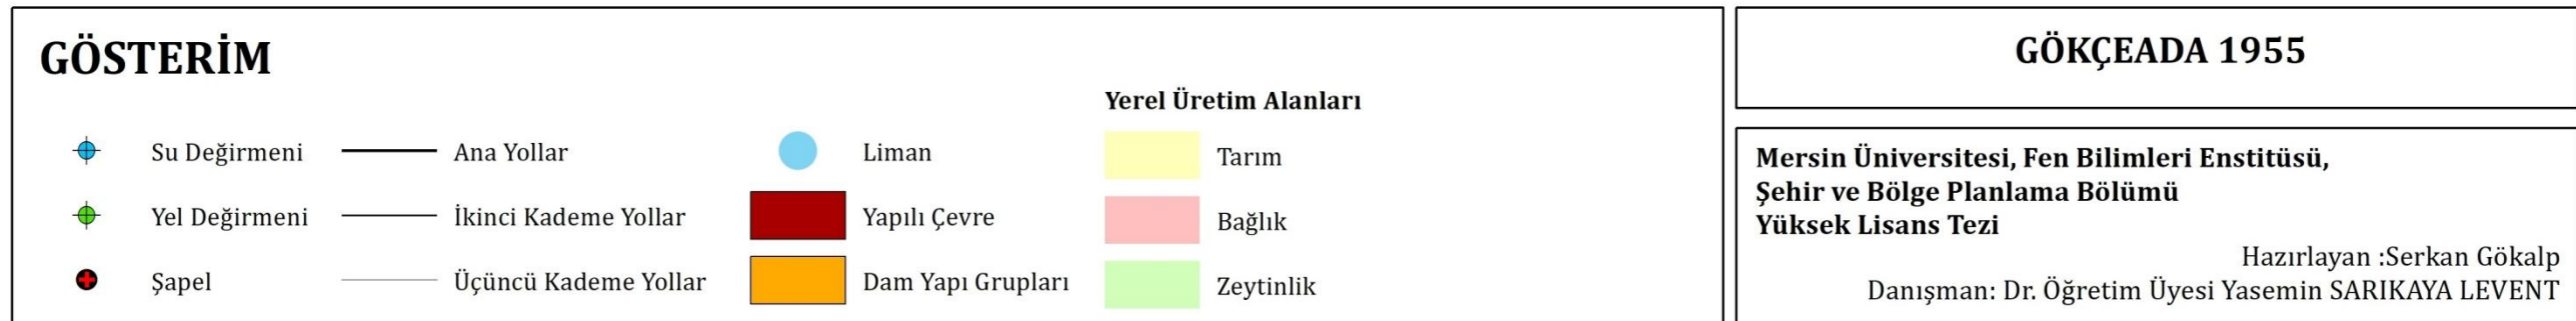 GÖSTERİM
Su Değirmeni
Yel Değirmeni
Şapel
Ana Yollar
İkinci Kademe Yollar
Üçüncü Kademe Yollar
Liman
Yapılı Çevre
Dam Yapı Grupları
Yerel Üretim Alanları
Tarım
Bağlık
Zeytinlik
GÖKÇEADA 1955
Mersin Üniversitesi, Fen Bilimleri Enstitüsü,
Şehir ve Bölge Planlama Bölümü
Yüksek Lisans Tezi
Hazırlayan :Serkan Gökalp
Danışman: Dr. Öğretim Üyesi Yasemin SARIKAYA LEVENT